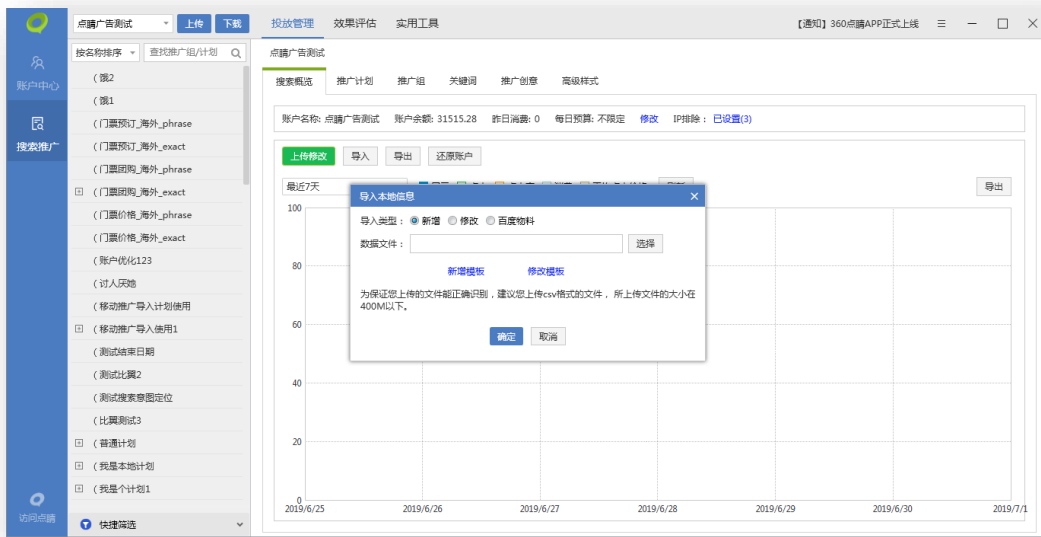 点睛广告测试
上传
下载
投放管理
效果评估
实用工具
【通知】360点睛APP正式上线
账户中心
搜索推广
访问点睛
按名称排序
查找推广组/计划
( 饿2
( 饿1
( 门票预订_海外_phrase
( 门票预订_海外_exact
( 门票团购_海外_phrase
( 门票团购_海外_exact
( 门票价格_海外_phrase
( 门票价格_海外_exact
( 账户优化123
( 讨人厌她
( 移动推广导入计划使用
( 移动推广导入使用1
( 测试结束日期
( 测试比翼2
( 测试搜索意图定位
( 比翼测试3
( 普通计划
( 我是本地计划
( 我是个计划1
快捷筛选
点睛广告测试
搜索概览
推广计划
推广组
关键词
推广创意
高级样式
账户名称: 点睛广告测试 账户余额: 31515.28 昨日消费: 0 每日预算: 不限定 修改 IP排除： 已设置(3)
上传修改
导入
导出
还原账户
最近7天
导出
导入本地信息
导入类型： 新增 修改 百度物料
数据文件：
选择
新增模板
修改模板
为保证您上传的文件能正确识别，建议您上传csv格式的文件， 所上传文件的大小在
400M以下。
确定
取消
100
80
60
40
20
0
2019/6/25
2019/6/26
2019/6/27
2019/6/28
2019/6/29
2019/6/30
2019/7/1